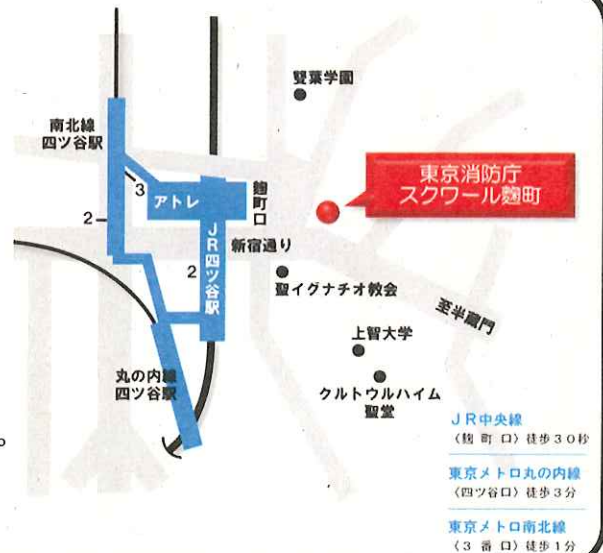 雙葉学園
南北線
四ツ谷駅
3
アトレ
麹町口
東京消防庁
スクワール麹町
2
JR四ツ谷駅
新宿通り
2
聖イグナチオ教会
至半蔵門
上智大学
丸の内線
四ツ谷駅
クルトゥルハイム
聖堂
JR中央線
〈麹町口〉徒歩30秒
東京メトロ丸の内線
〈四ツ谷口〉徒歩3分
東京メトロ南北線
〈3番口〉徒歩1分